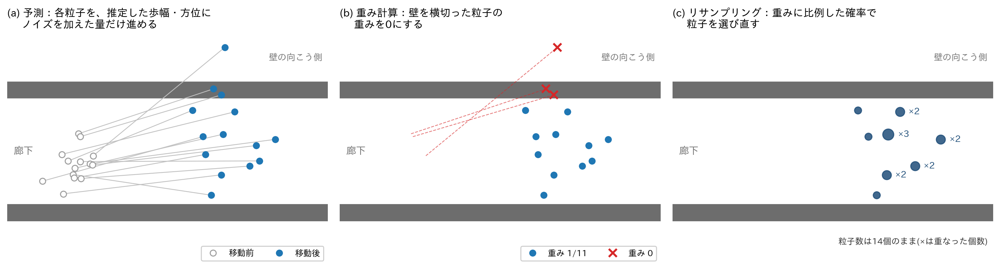 (a) 予測：各粒子を、推定した歩幅・方位に
ノイズを加えた量だけ進める
壁の向こう側
廊下
移動前 移動後
(b) 重み計算：壁を横切った粒子の
重みを0にする
壁の向こう側
廊下
重み 1/11 重み 0
(c) リサンプリング：重みに比例した確率で
粒子を選び直す
壁の向こう側
×2
×3
×2
廊下
×2
×2
粒子数は14個のまま(×は重なった個数)